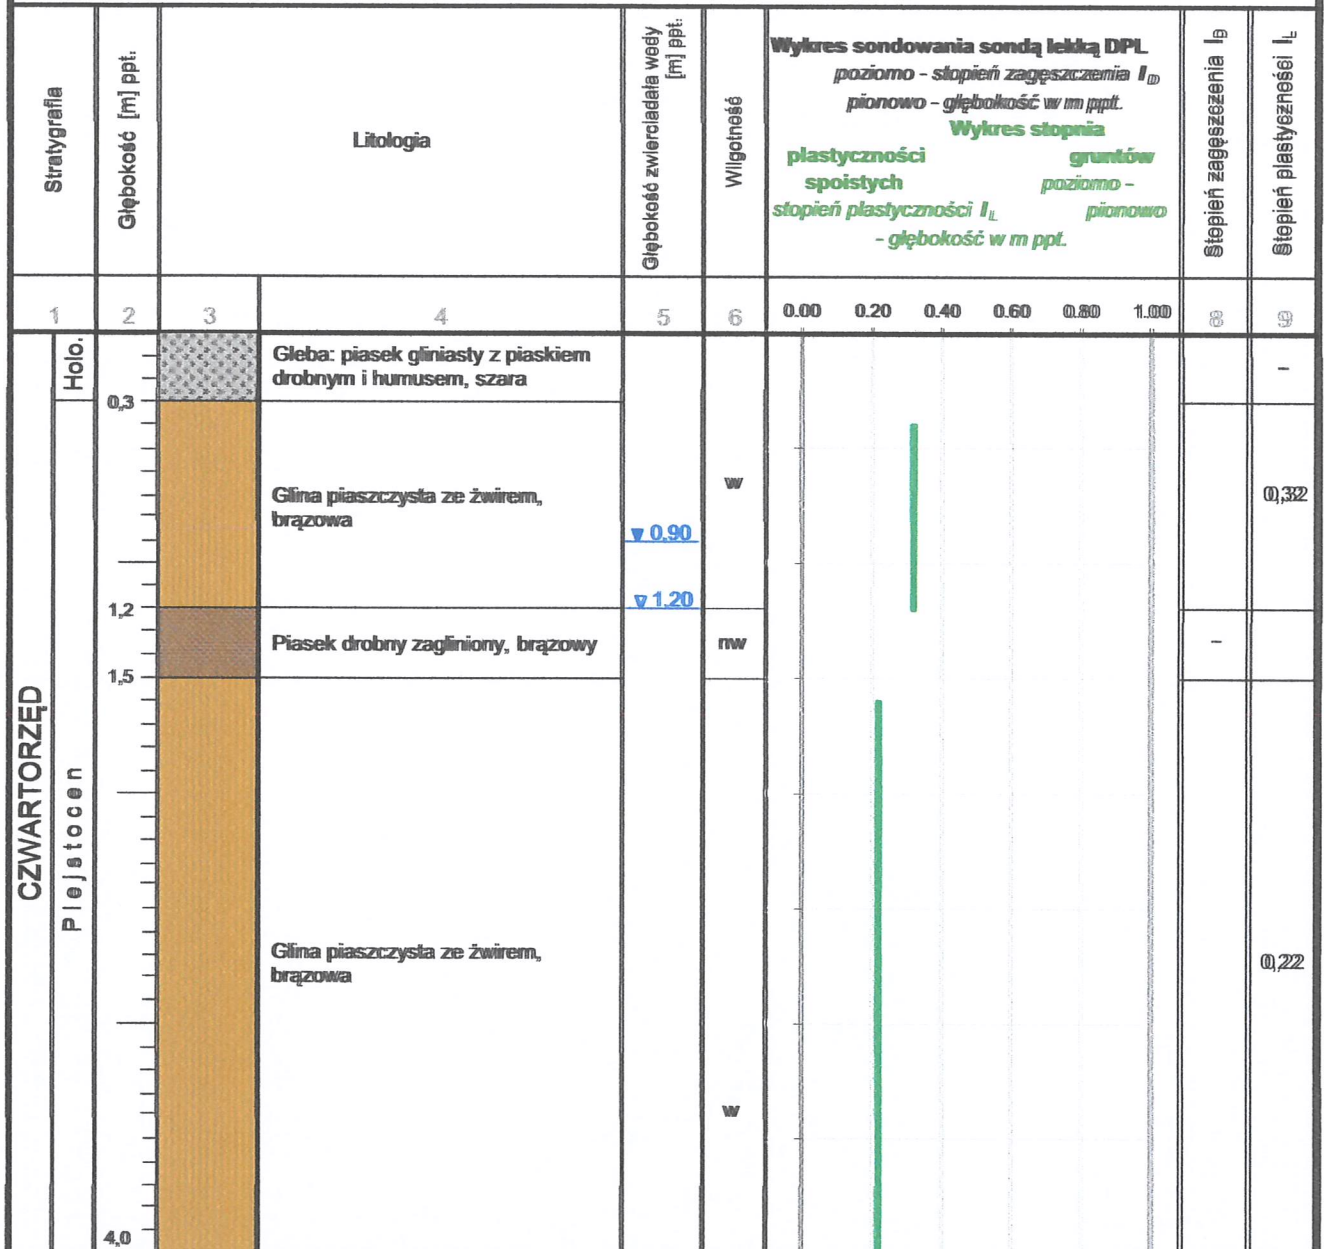 Stratygrafia
Głębokość [m] ppt.
Litologia
Głębokość zwierciadała wody
[m] ppt.
Wilgotność
Wykres sondowania sondą lekką DPL
poziomo - stopień zagęszczenia I_D
pionowo - głębokość w m ppt.
Wykres stopnia
plastyczności gruntów
spoistych poziomo -
stopień plastyczności I_L pionowo
- głębokość w m ppt.
Stopień zagęszczenia I_D
Stopień plastyczności I_L
1 2 3 4 5 6 0.00 0.20 0.40 0.60 0.80 1.00 8 9
CZWARTORZĘD
Holo.
Plejstocen
Gleba: piasek gliniasty z piaskiem
drobnym i humusem, szara
-
0,3
Glina piaszczysta ze żwirem,
brązowa
w
0,32
▼ 0.90
▽ 1.20
1,2
Piasek drobny zagliniony, brązowy
nw
-
1,5
Glina piaszczysta ze żwirem,
brązowa
0,22
w
4,0